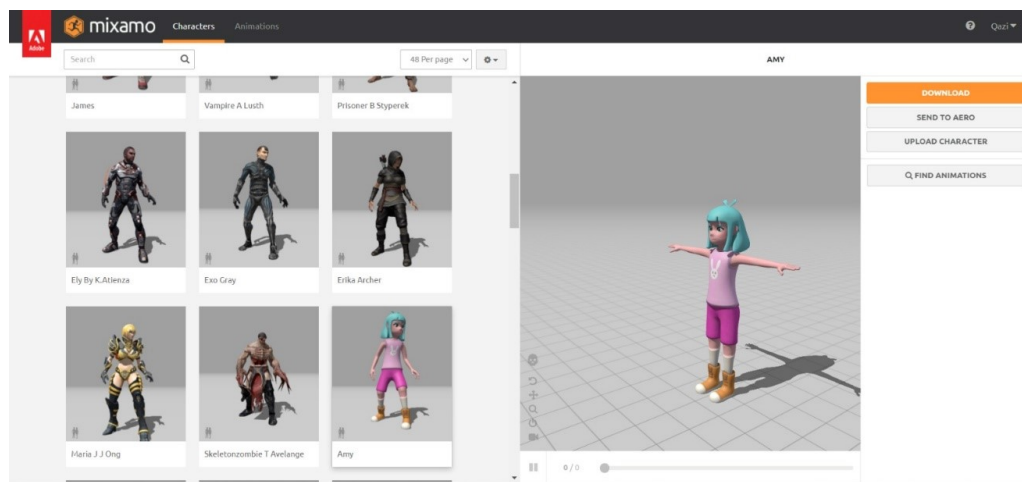 Adobe
mixamo
Characters
Animations
Qazi
Search
48 Per page
AMY
James
Vampire A Lusth
Prisoner B Styperek
DOWNLOAD
SEND TO AERO
UPLOAD CHARACTER
FIND ANIMATIONS
Ely By K.Atienza
Exo Gray
Erika Archer
Maria J J Ong
Skeletonzombie T Avelange
Amy
0 / 0